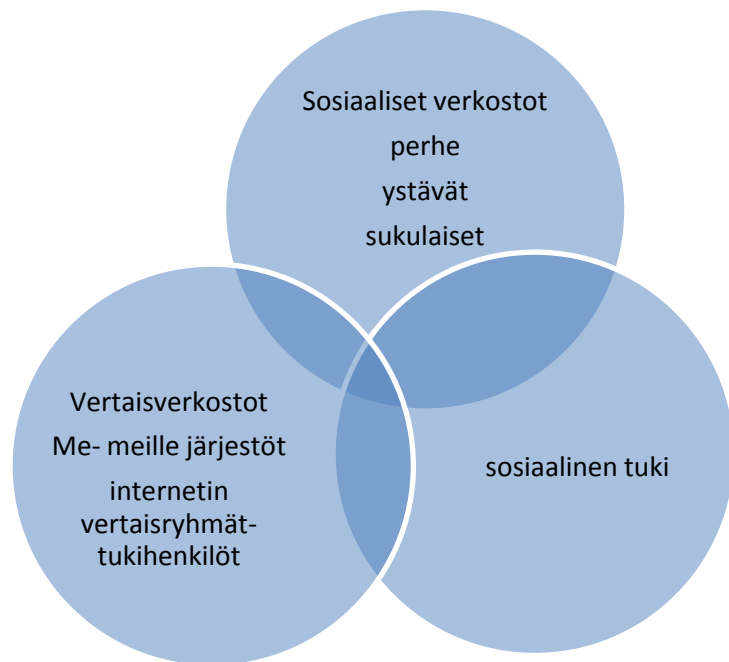 Sosiaaliset verkostot
perhe
ystävät
sukulaiset
Vertaisverkostot
Me- meille järjestöt
internetin
vertaisryhmät-
tukihenkilöt
sosiaalinen tuki